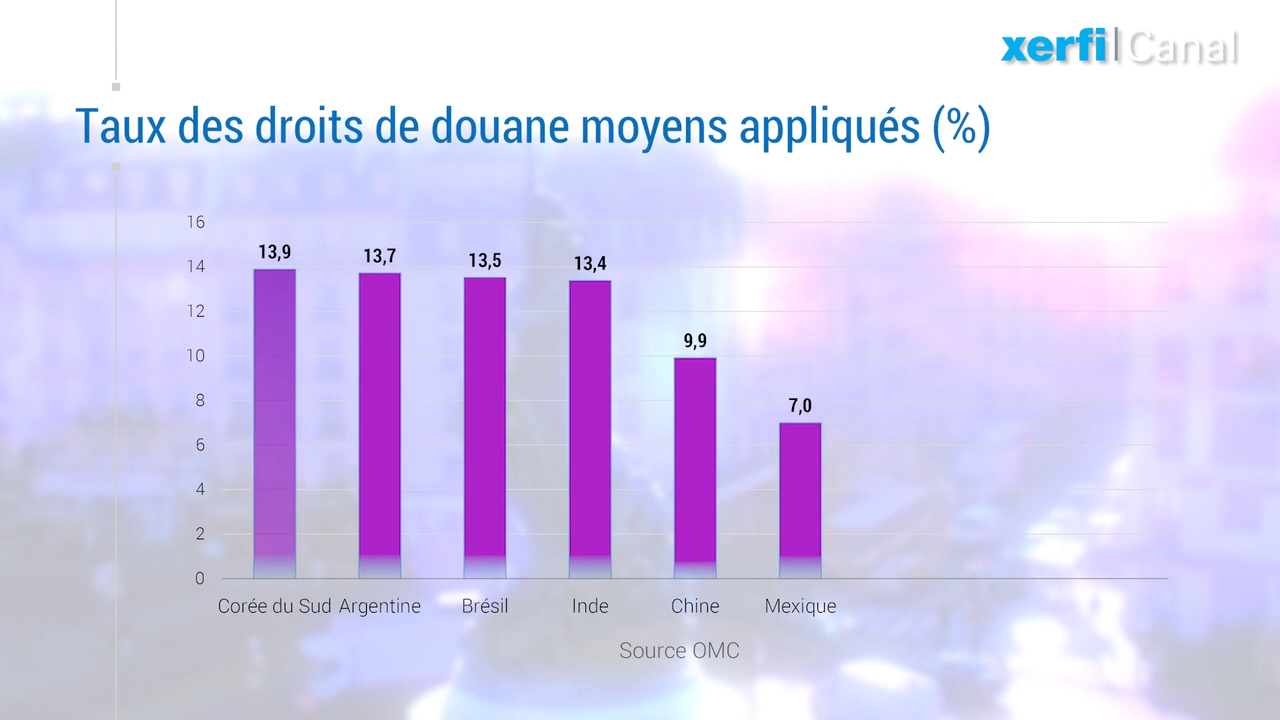 xerfi|Canal
Taux des droits de douane moyens appliqués (%)
16
14
12
10
8
6
4
2
0
13,9
13,7
13,5
13,4
9,9
7,0
Corée du Sud
Argentine
Brésil
Inde
Chine
Mexique
Source OMC